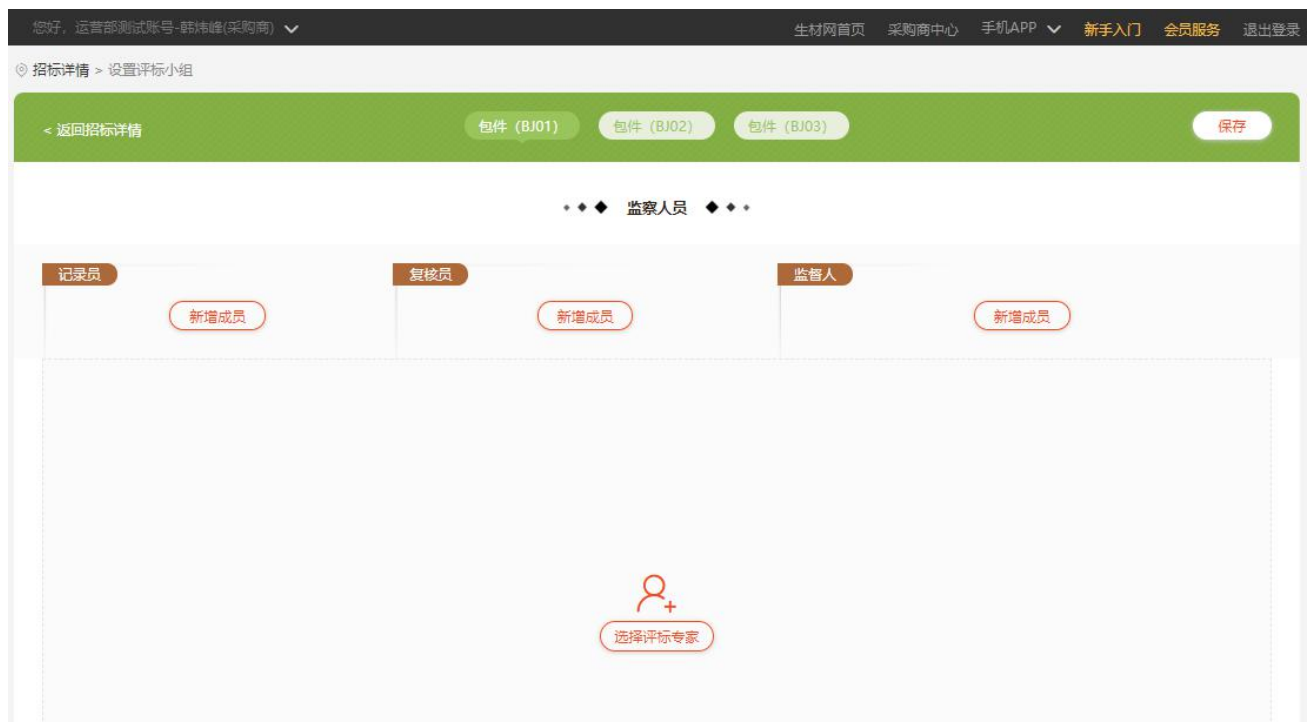 您好，运营部测试账号-韩炜峰(采购商) 生材网首页 采购商中心 手机APP 新手入门 会员服务 退出登录
招标详情 > 设置评标小组
< 返回招标详情 包件（BJ01） 包件（BJ02） 包件（BJ03） 保存
监察人员
记录员 复核员 监督人
新增成员 新增成员 新增成员
选择评标专家